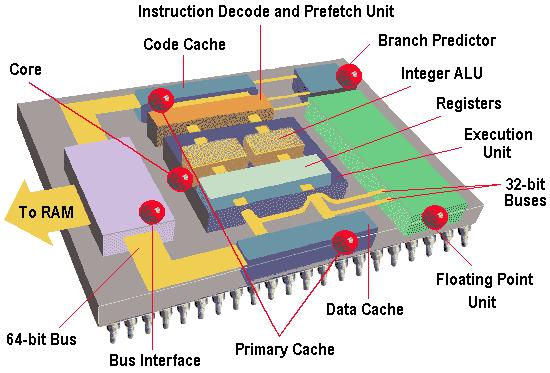 Instruction Decode and Prefetch Unit
Code Cache
Branch Predictor
Core
Integer ALU
Registers
Execution
Unit
To RAM
32-bit
Buses
Floating Point
Unit
Data Cache
64-bit Bus
Primary Cache
Bus Interface